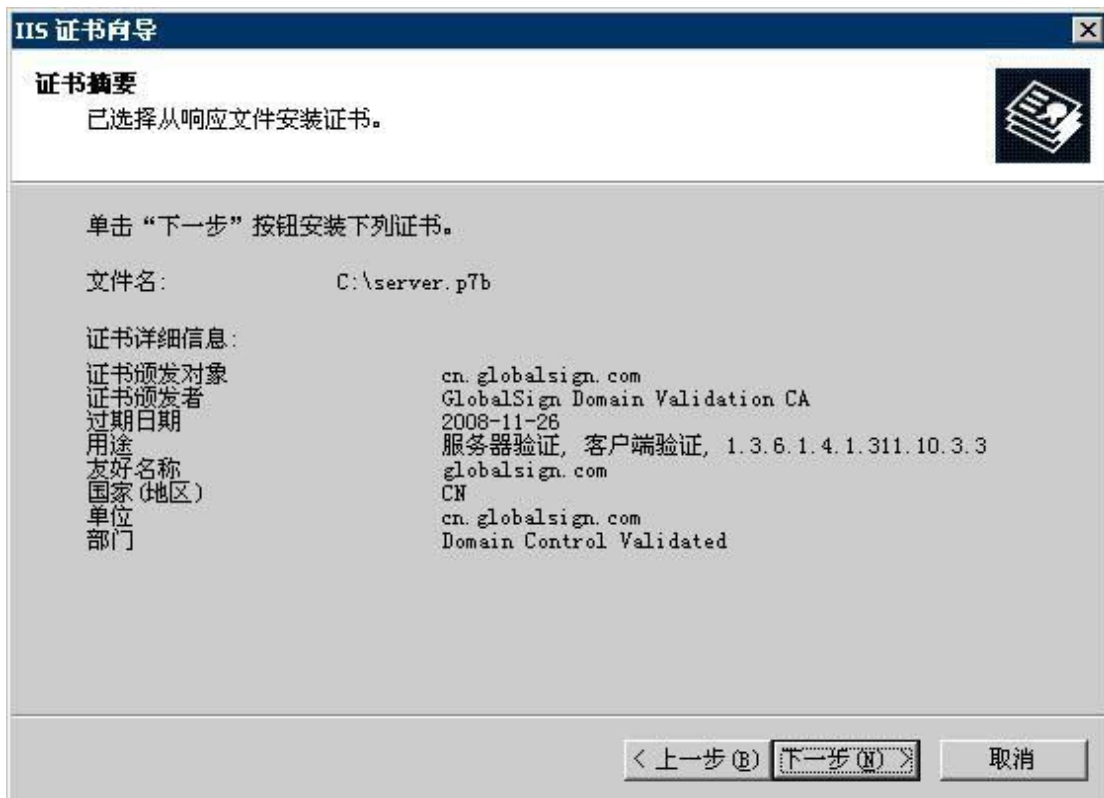 IIS 证书向导
证书摘要
已选择从响应文件安装证书。
单击“下一步”按钮安装下列证书。
文件名: C:\server.p7b
证书详细信息:
证书颁发对象 cn.globalsign.com
证书颁发者 GlobalSign Domain Validation CA
过期日期 2008-11-26
用途 服务器验证, 客户端验证, 1.3.6.1.4.1.311.10.3.3
友好名称 globalsign.com
国家(地区) CN
单位 cn.globalsign.com
部门 Domain Control Validated
< 上一步(B) 下一步(N) > 取消